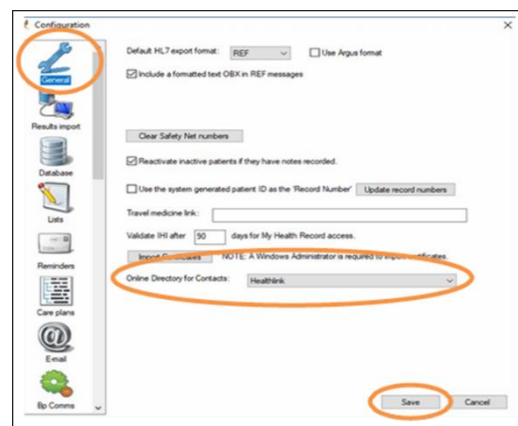 Configuration
General
Results import
Database
Lists
Reminders
Care plans
E-mail
Bp Comms
Default HL7 export format: REF Use Argus format
Include a formatted text OBX in REF messages
Clear Safety Net numbers
Reactivate inactive patients if they have notes recorded.
Use the system generated patient ID as the 'Record Number' Update record numbers
Travel medicine link:
Validate IHI after 90 days for My Health Record access.
Import Certificates NOTE: A Windows Administrator is required to import certificates.
Online Directory for Contacts: Healthlink
Save Cancel